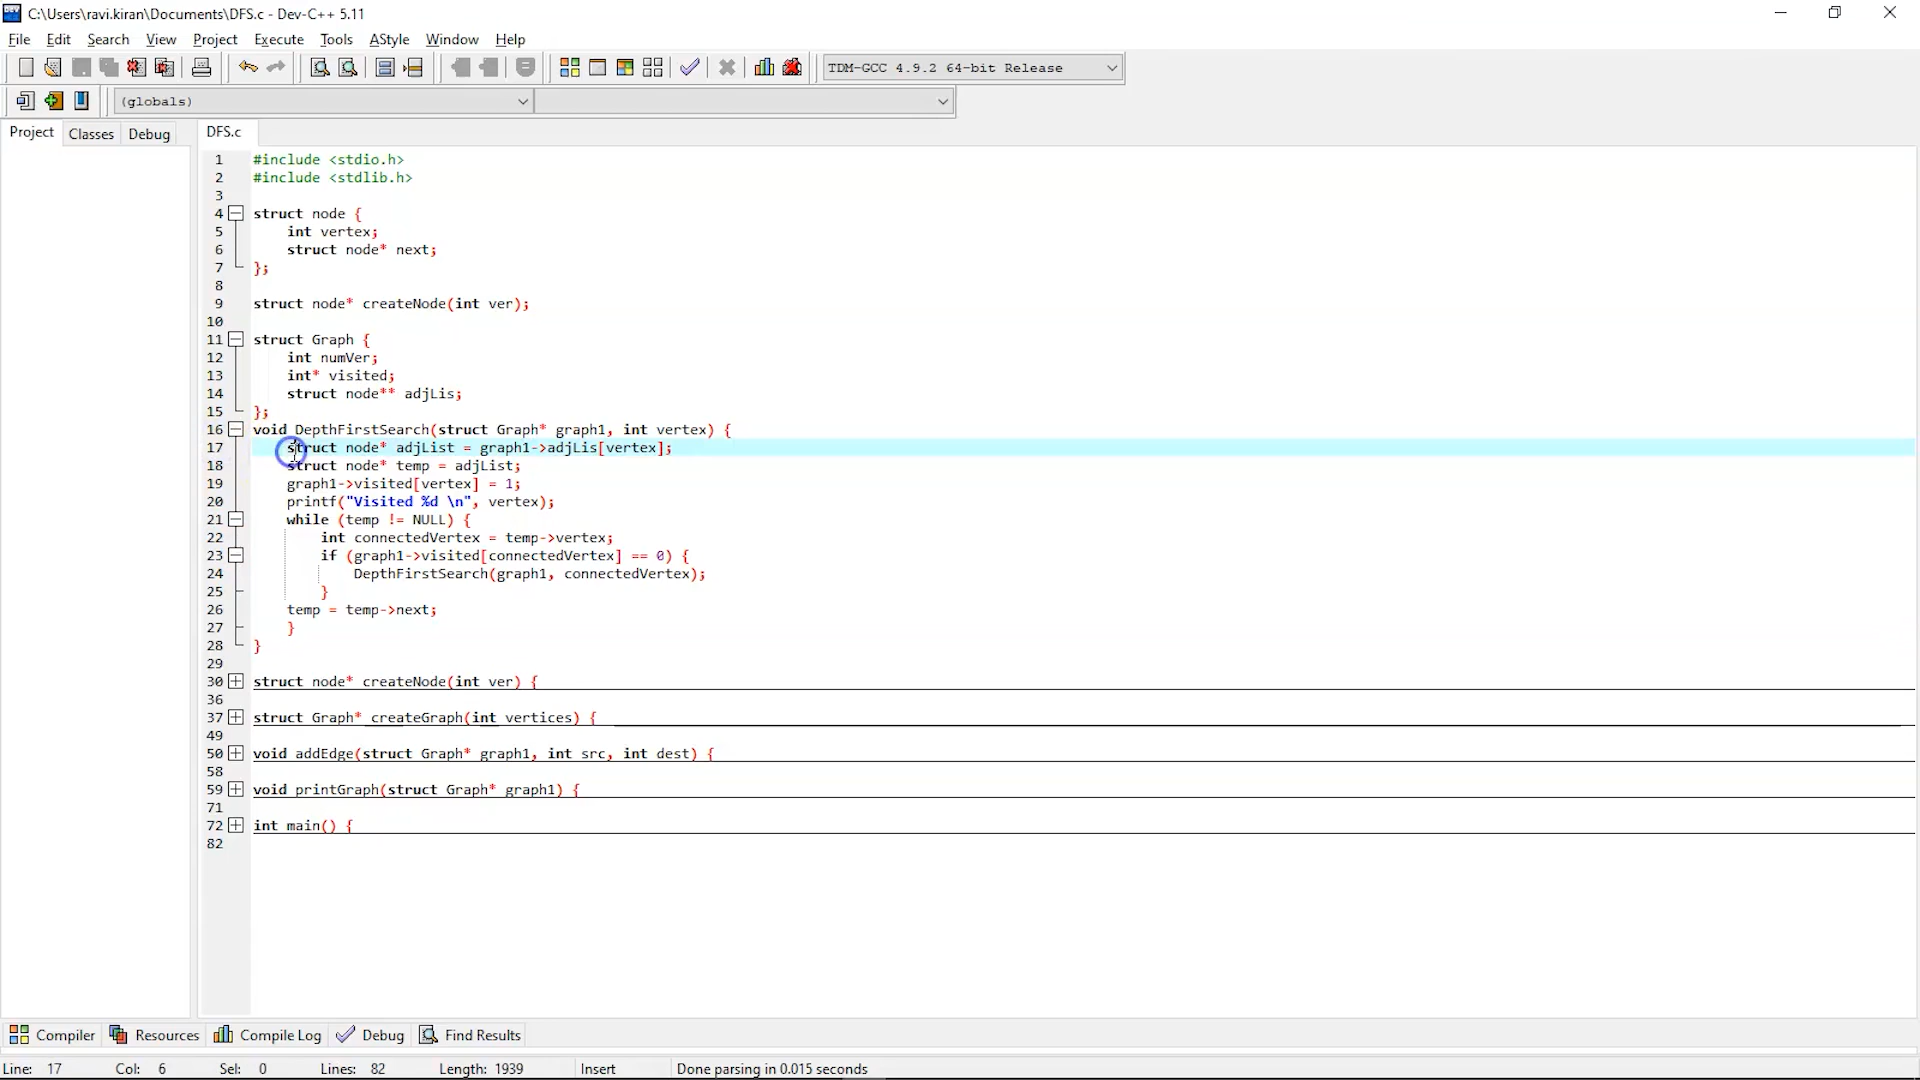 C:\Users\ravi.kiran\Documents\DFS.c - Dev-C++ 5.11
File Edit Search View Project Execute Tools AStyle Window Help
TDM-GCC 4.9.2 64-bit Release
(globals)
Project Classes Debug DFS.c
1 #include <stdio.h>
2 #include <stdlib.h>
3
4 struct node {
5 int vertex;
6 struct node* next;
7 };
8
9 struct node* createNode(int ver);
10
11 struct Graph {
12 int numVer;
13 int* visited;
14 struct node** adjLis;
15 };
16 void DepthFirstSearch(struct Graph* graph1, int vertex) {
17 struct node* adjList = graph1->adjLis[vertex];
18 struct node* temp = adjList;
19 graph1->visited[vertex] = 1;
20 printf("Visited %d \n", vertex);
21 while (temp != NULL) {
22 int connectedVertex = temp->vertex;
23 if (graph1->visited[connectedVertex] == 0) {
24 DepthFirstSearch(graph1, connectedVertex);
25 }
26 temp = temp->next;
27 }
28 }
29
30 struct node* createNode(int ver) {
36
37 struct Graph* createGraph(int vertices) {
49
50 void addEdge(struct Graph* graph1, int src, int dest) {
58
59 void printGraph(struct Graph* graph1) {
71
72 int main() {
82
Compiler Resources Compile Log Debug Find Results
Line: 17 Col: 6 Sel: 0 Lines: 82 Length: 1939 Insert Done parsing in 0.015 seconds